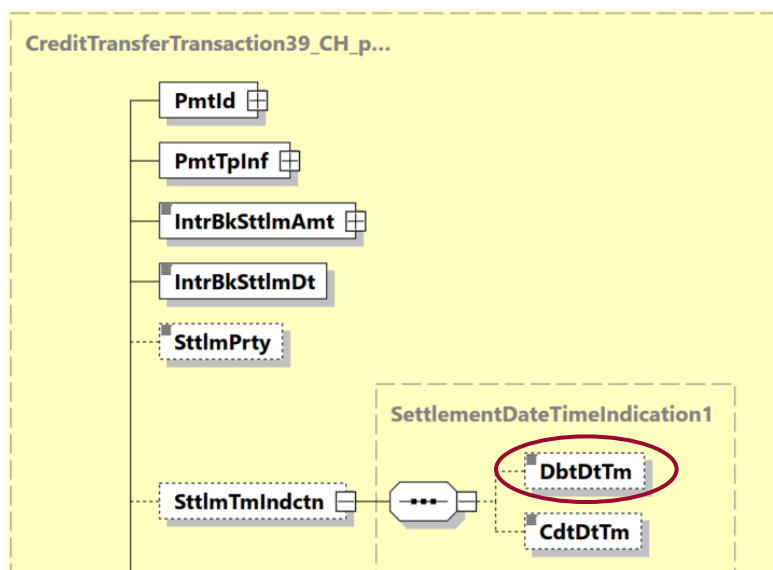 CreditTransferTransaction39_CH_p...
PmtId
PmtTpInf
IntrBkSttlmAmt
IntrBkSttlmDt
SttlmPrty
SettlementDateTimeIndication1
DbtDtTm
SttlmTmIndctn
CdtDtTm